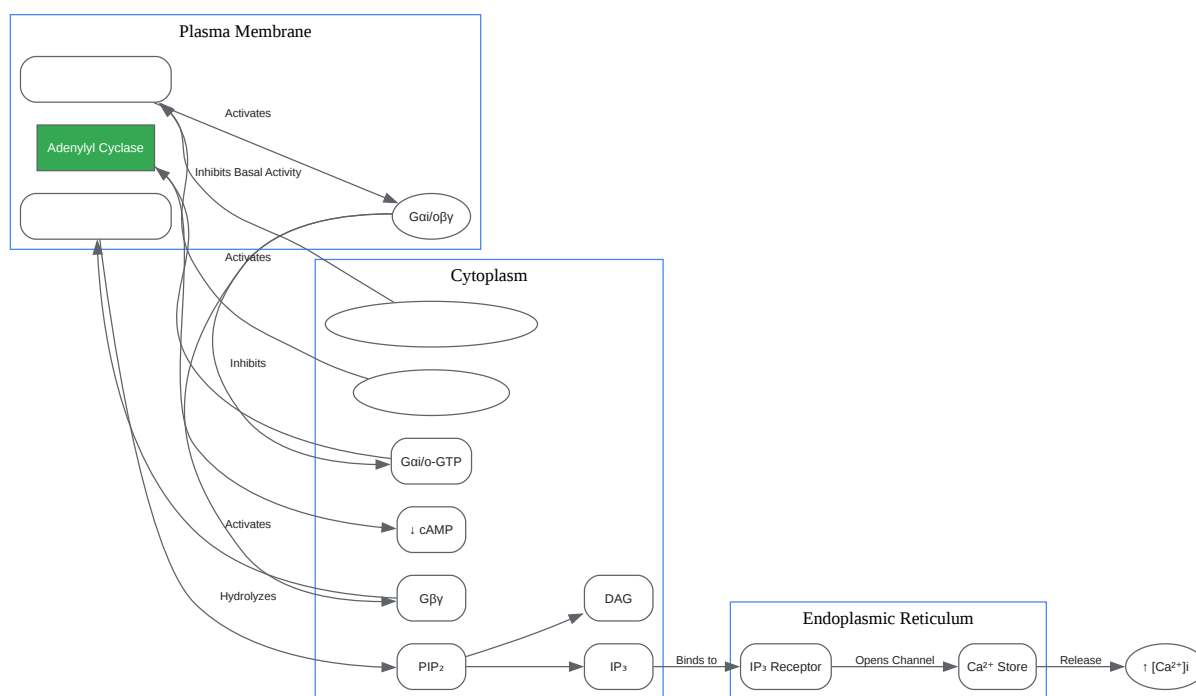 Plasma Membrane
Activates
Adenylyl Cyclase
Inhibits Basal Activity
Gαi/oβγ
Activates
Cytoplasm
Inhibits
Gαi/o-GTP
Activates
↓ cAMP
Hydrolyzes
Gβγ
DAG
Endoplasmic Reticulum
PIP₂
IP₃
Binds to
IP₃ Receptor
Opens Channel
Ca²⁺ Store
Release
↑ [Ca²⁺]i